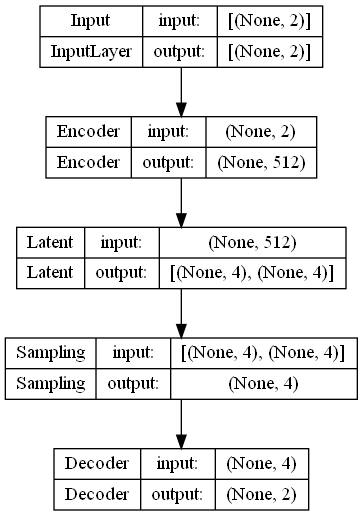 Input input: [(None, 2)]
InputLayer output: [(None, 2)]
Encoder input: (None, 2)
Encoder output: (None, 512)
Latent input: (None, 512)
Latent output: [(None, 4), (None, 4)]
Sampling input: [(None, 4), (None, 4)]
Sampling output: (None, 4)
Decoder input: (None, 4)
Decoder output: (None, 2)